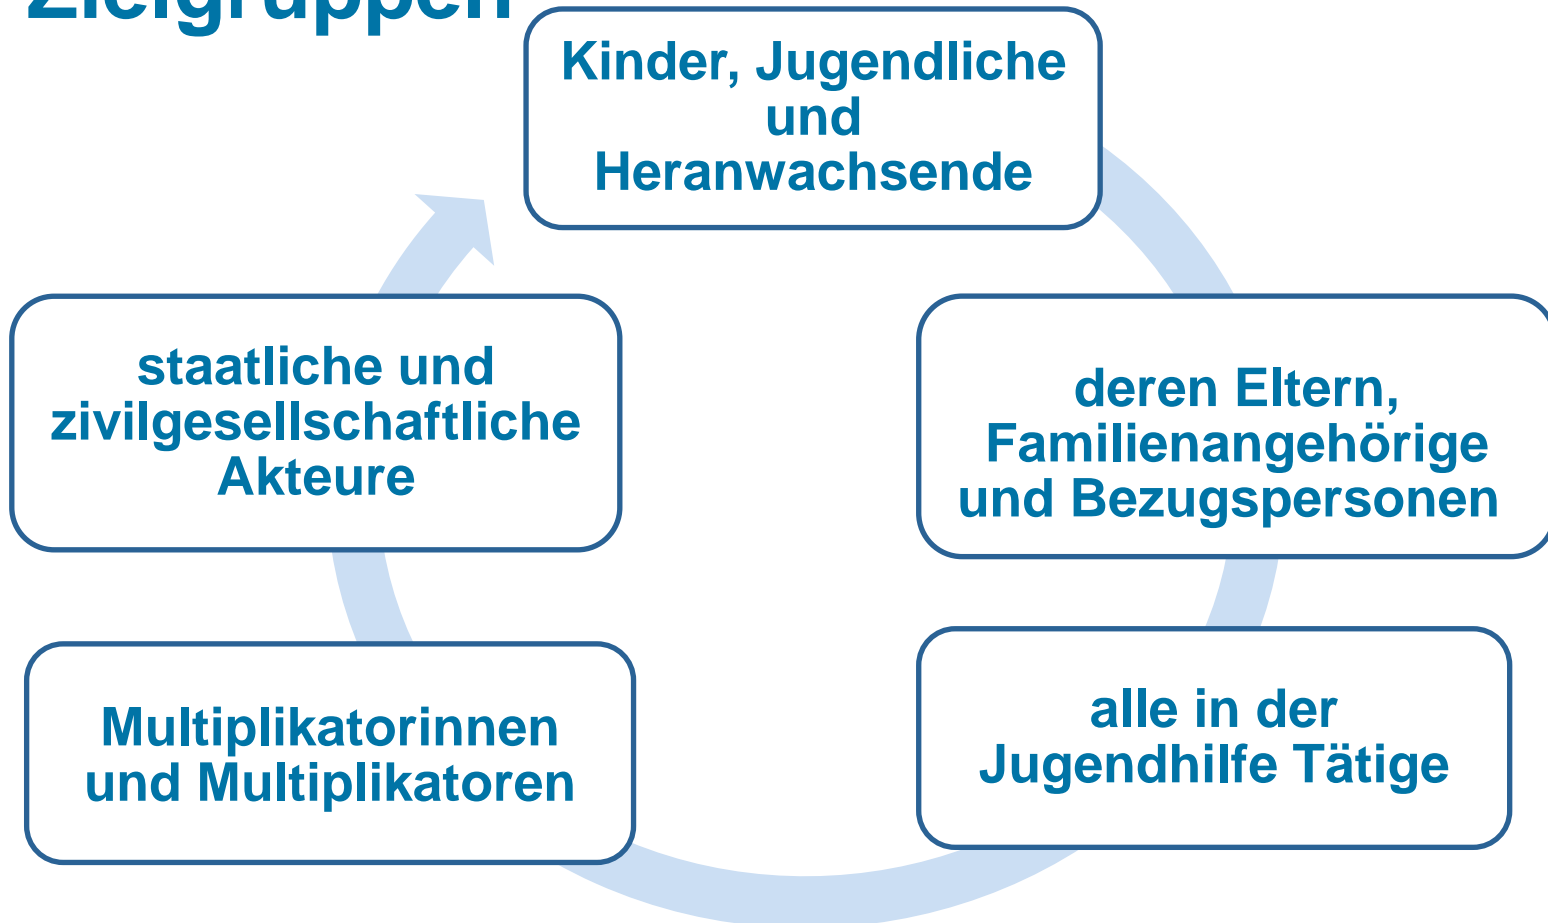 Zielgruppen
Kinder, Jugendliche
und
Heranwachsende
deren Eltern,
Familienangehörige
und Bezugspersonen
alle in der
Jugendhilfe Tätige
Multiplikatorinnen
und Multiplikatoren
staatliche und
zivilgesellschaftliche
Akteure